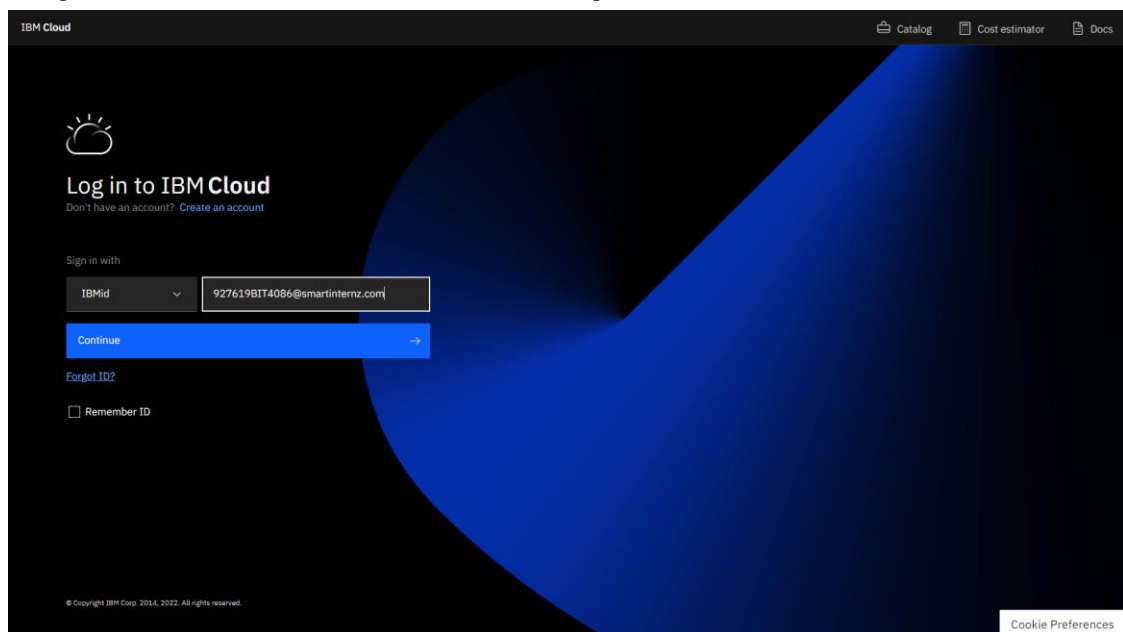 IBM Cloud
Catalog
Cost estimator
Docs
Log in to IBM Cloud
Don't have an account? Create an account
Sign in with
IBMid
927619BIT4086@smartinternz.com
Continue
Forgot ID?
Remember ID
© Copyright IBM Corp. 2014, 2022. All rights reserved.
Cookie Preferences